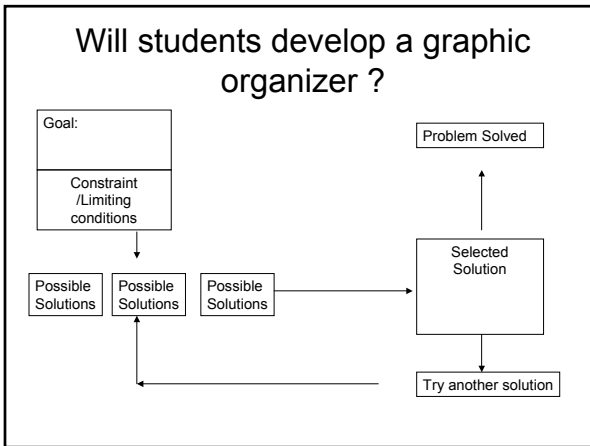 Will students develop a graphic
organizer ?
Goal:
Constraint
/Limiting
conditions
Possible
Solutions
Possible
Solutions
Possible
Solutions
Selected
Solution
Problem Solved
Try another solution